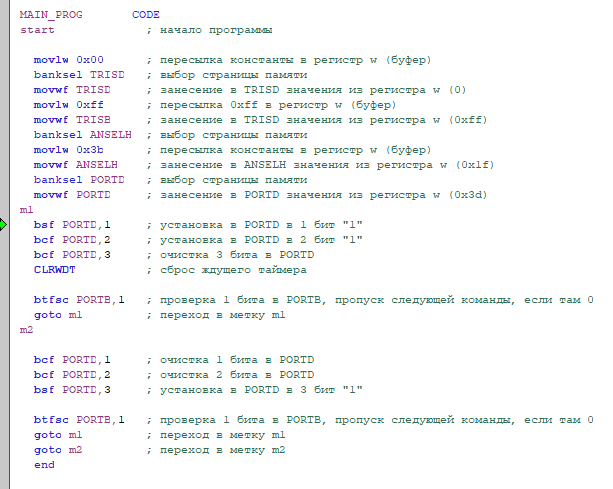 MAIN_PROG CODE
start ; начало программы
movlw 0x00 ; пересылка константы в регистр w (буфер)
banksel TRISD ; выбор страницы памяти
movwf TRISD ; занесение в TRISD значения из регистра w (0)
movlw 0xff ; пересылка 0xff в регистр w (буфер)
movwf TRISB ; занесение в TRISD значения из регистра w (0xff)
banksel ANSELH ; выбор страницы памяти
movlw 0x3b ; пересылка константы в регистр w (буфер)
movwf ANSELH ; занесение в ANSELH значения из регистра w (0x1f)
banksel PORTD ; выбор страницы памяти
movwf PORTD ; занесение в PORTD значения из регистра w (0x3d)
m1
bsf PORTD,1 ; установка в PORTD в 1 бит "1"
bcf PORTD,2 ; установка в PORTD в 2 бит "1"
bcf PORTD,3 ; очистка 3 бита в PORTD
CLRWDT ; сброс ждущего таймера
btfsc PORTB,1 ; проверка 1 бита в PORTB, пропуск следующей команды, если там 0
goto m1 ; переход в метку m1
m2
bcf PORTD,1 ; очистка 1 бита в PORTD
bcf PORTD,2 ; очистка 2 бита в PORTD
bsf PORTD,3 ; установка в PORTD в 3 бит "1"
btfsc PORTB,1 ; проверка 1 бита в PORTB, пропуск следующей команды, если там 0
goto m1 ; переход в метку m1
goto m2 ; переход в метку m2
end